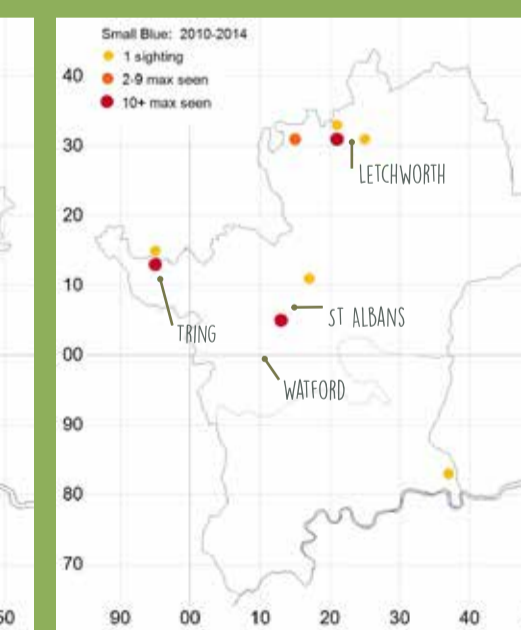 Small Blue: 2010-2014
1 sighting
2-9 max seen
10+ max seen
40
30
LETCHWORTH
20
10
ST ALBANS
TRING
00
WATFORD
90
80
70
50
90 00 10 20 30 40